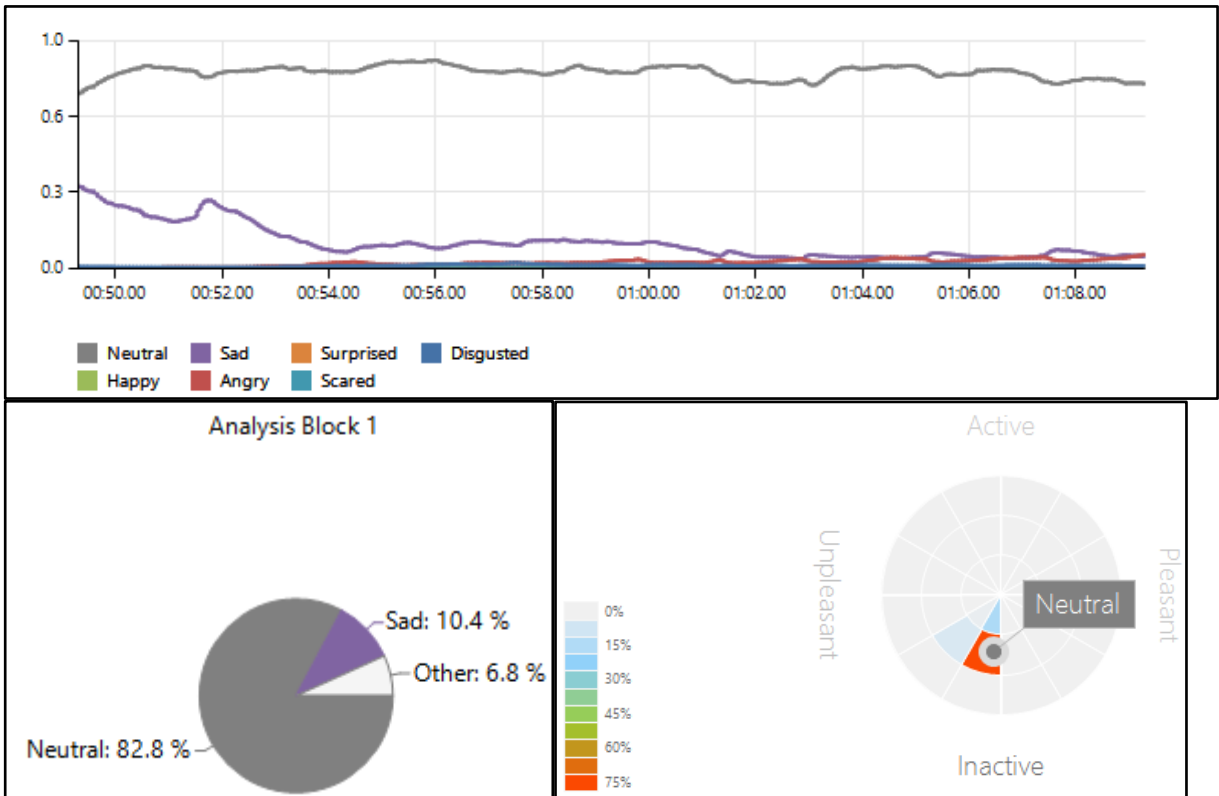 1.0
0.6
0.3
0.0
00:50.00 00:52.00 00:54.00 00:56.00 00:58.00 01:00.00 01:02.00 01:04.00 01:06.00 01:08.00
Neutral Sad Surprised Disgusted
Happy Angry Scared
Analysis Block 1
Sad: 10.4 %
Other: 6.8 %
Neutral: 82.8 %
Active
Unpleasant
Pleasant
Neutral
Inactive
0%
15%
30%
45%
60%
75%